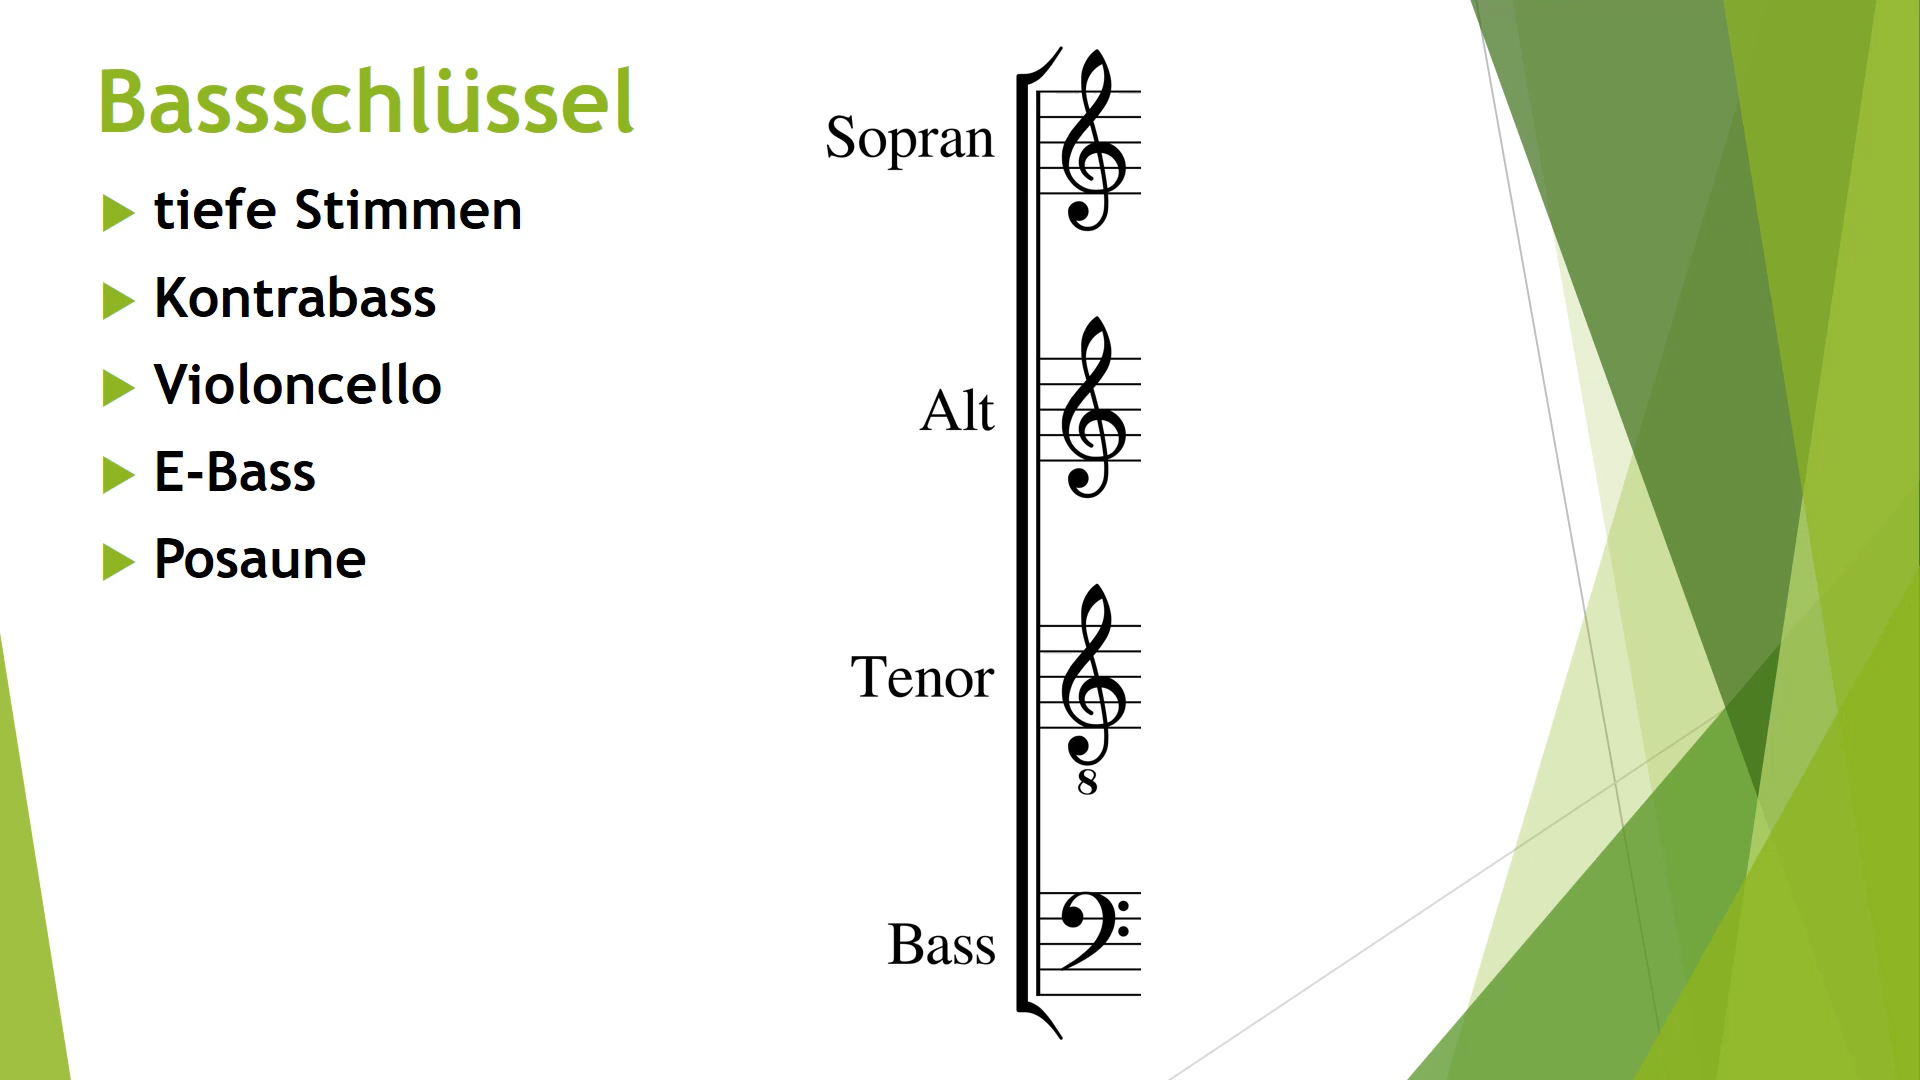 Bassschlüssel
tiefe Stimmen
Kontrabass
Violoncello
E-Bass
Posaune
Sopran
Alt
Tenor
8
Bass